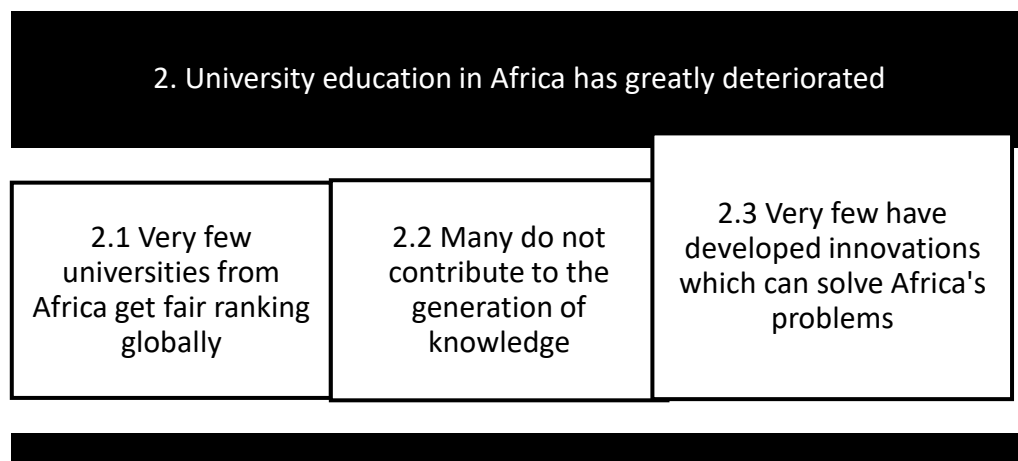 2. University education in Africa has greatly deteriorated
2.1 Very few
universities from
Africa get fair ranking
globally
2.2 Many do not
contribute to the
generation of
knowledge
2.3 Very few have
developed innovations
which can solve Africa's
problems